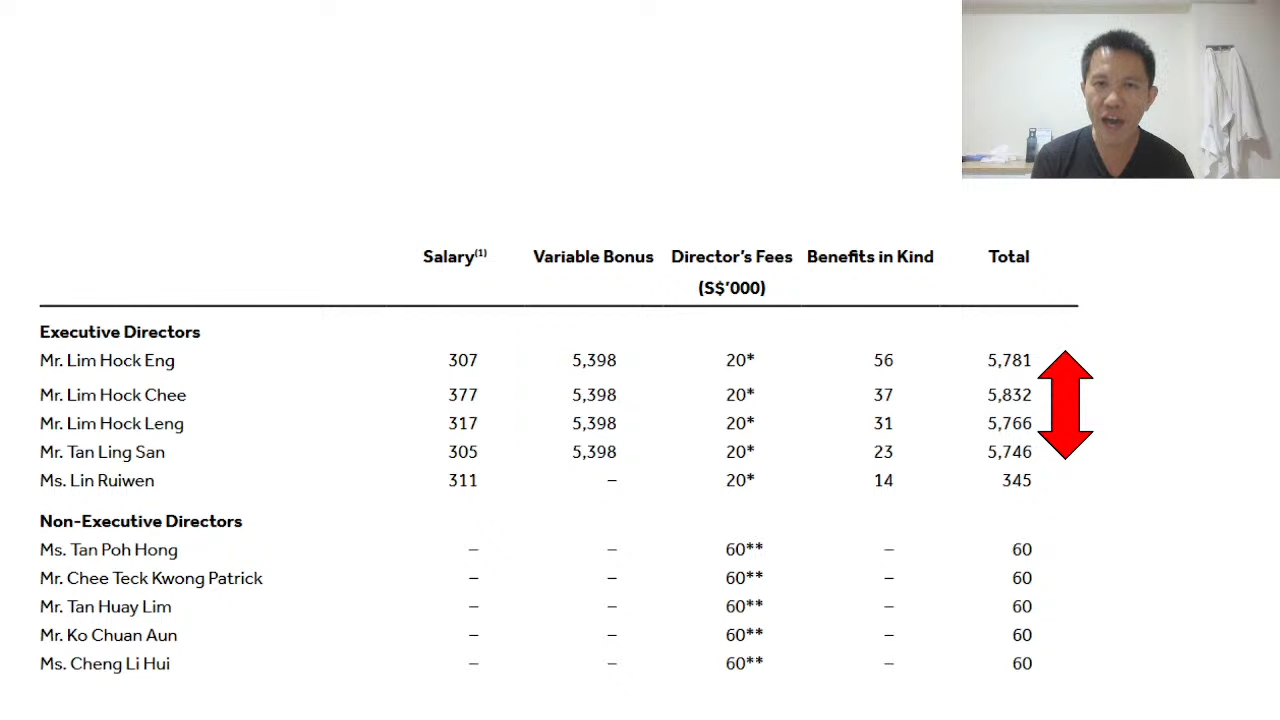 Salary(1) Variable Bonus Director's Fees Benefits in Kind Total
(S$'000)
Executive Directors
Mr. Lim Hock Eng 307 5,398 20* 56 5,781
Mr. Lim Hock Chee 377 5,398 20* 37 5,832
Mr. Lim Hock Leng 317 5,398 20* 31 5,766
Mr. Tan Ling San 305 5,398 20* 23 5,746
Ms. Lin Ruiwen 311 – 20* 14 345
Non-Executive Directors
Ms. Tan Poh Hong – – 60** – 60
Mr. Chee Teck Kwong Patrick – – 60** – 60
Mr. Tan Huay Lim – – 60** – 60
Mr. Ko Chuan Aun – – 60** – 60
Ms. Cheng Li Hui – – 60** – 60